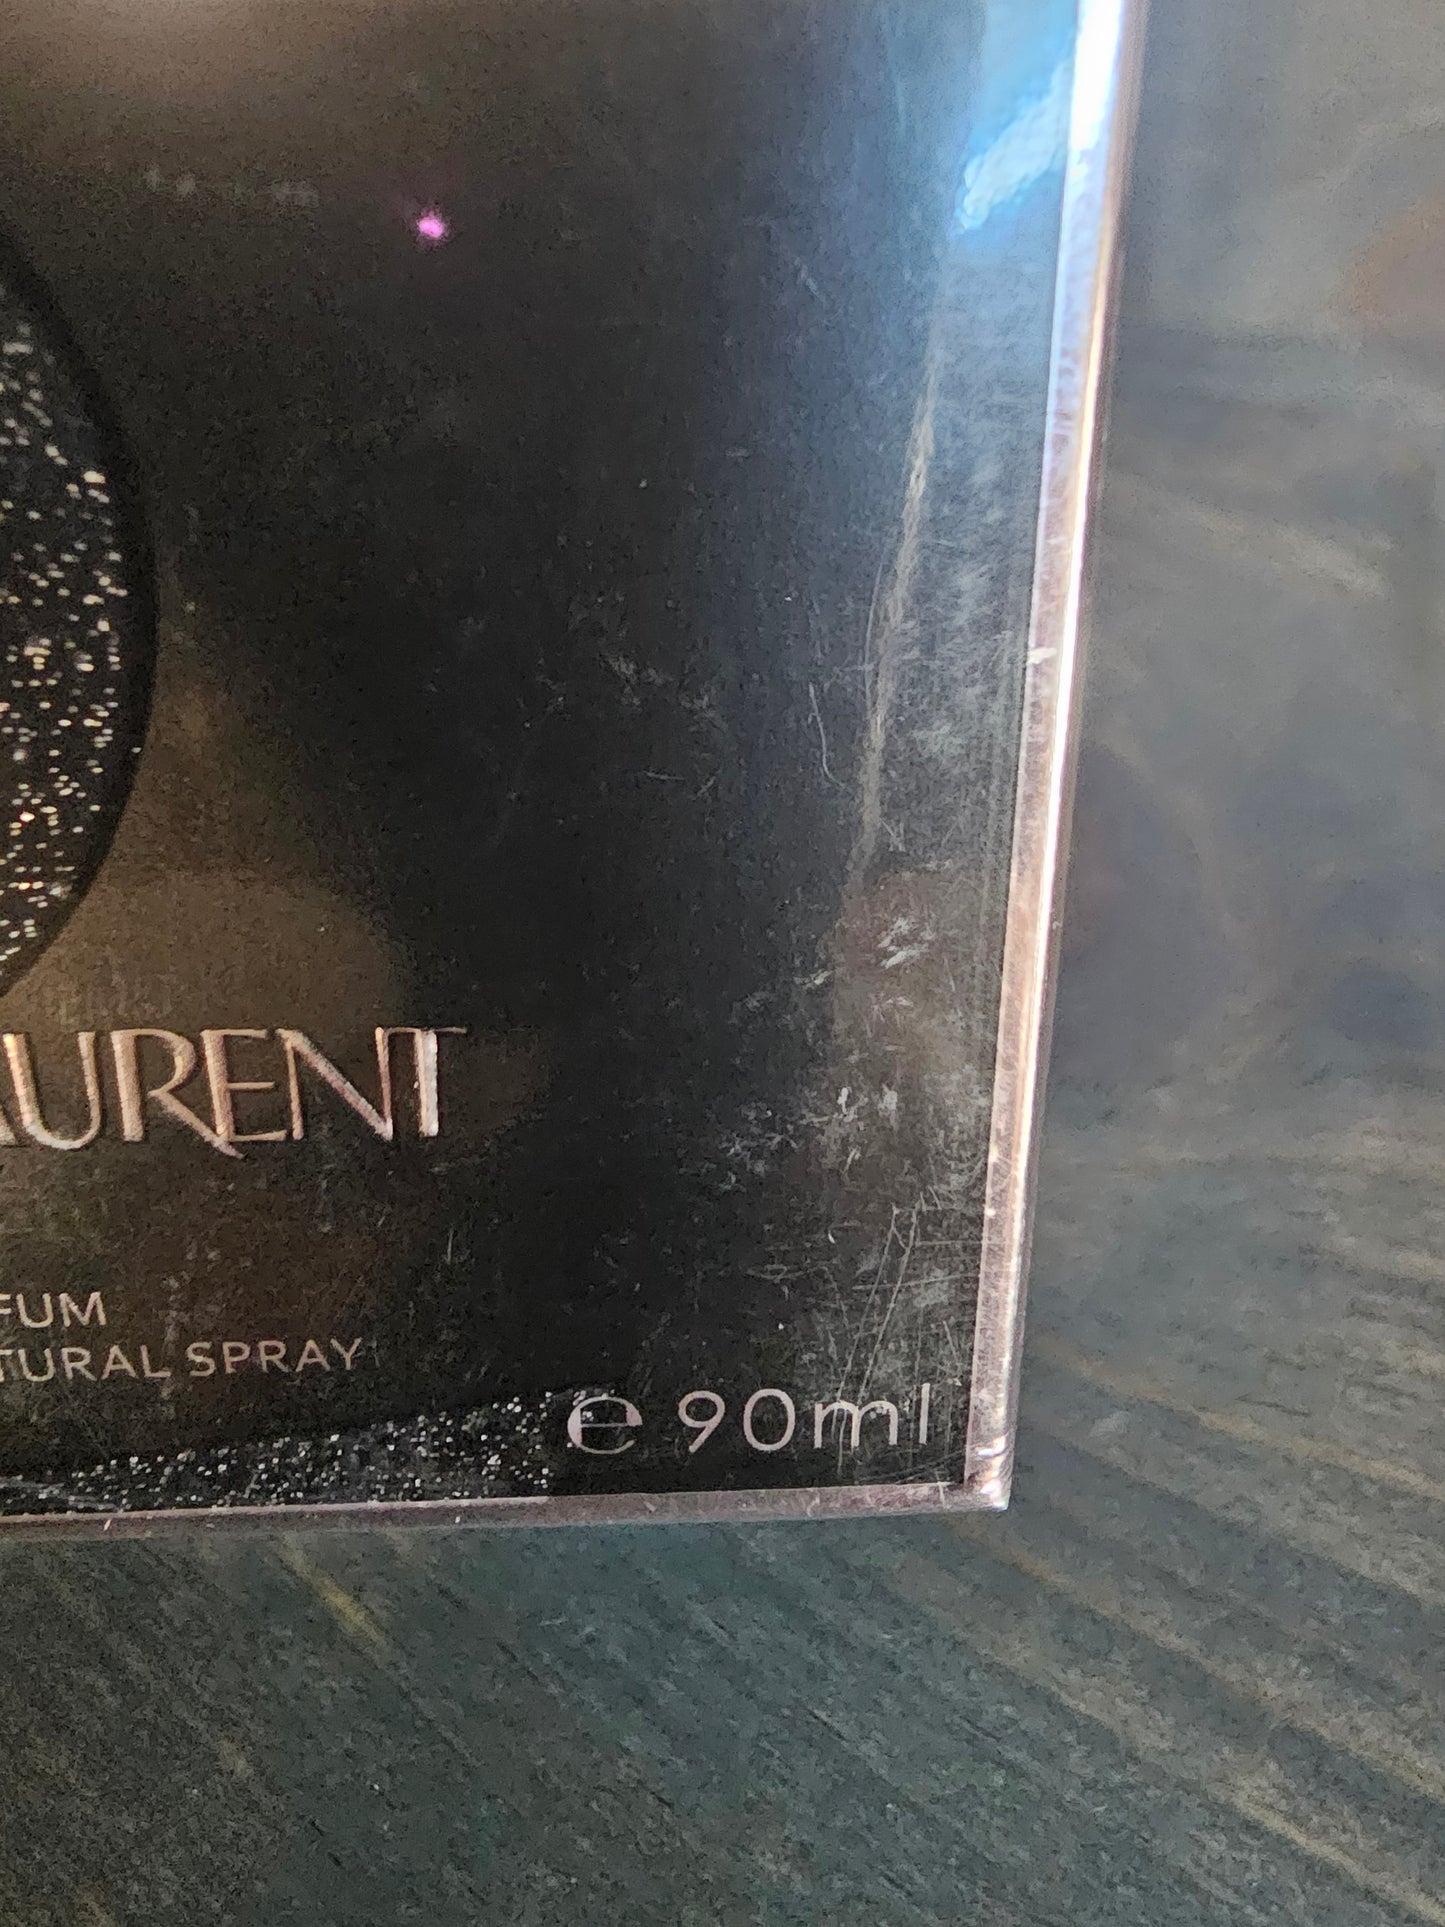 AURENT
FUM
TURAL SPRAY
e 90ml